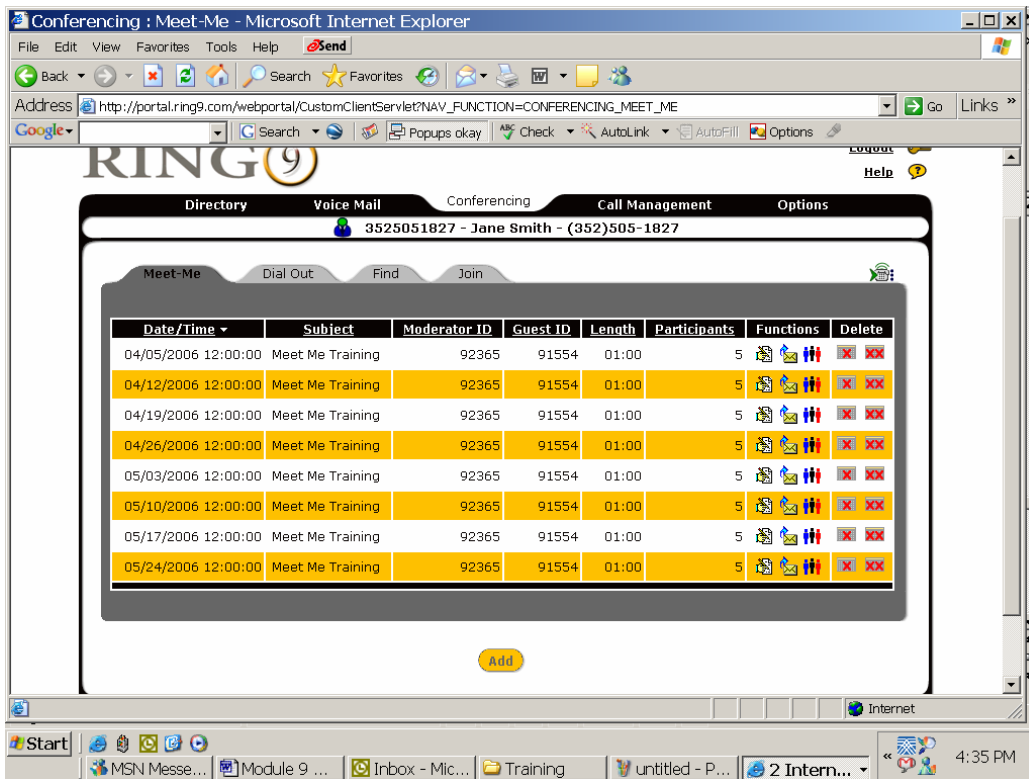 Conferencing : Meet-Me - Microsoft Internet Explorer
File Edit View Favorites Tools Help Send
Back Search Favorites
Address http://portal.ring9.com/webportal/CustomClientServlet?NAV_FUNCTION=CONFERENCING_MEET_ME Go Links »
Google Search Popups okay ABC Check AutoLink AutoFill Options
RING 9 Logout
Help
Directory Voice Mail Conferencing Call Management Options
3525051827 - Jane Smith - (352)505-1827
Meet-Me Dial Out Find Join
Date/Time Subject Moderator ID Guest ID Length Participants Functions Delete
04/05/2006 12:00:00 Meet Me Training 92365 91554 01:00 5
04/12/2006 12:00:00 Meet Me Training 92365 91554 01:00 5
04/19/2006 12:00:00 Meet Me Training 92365 91554 01:00 5
04/26/2006 12:00:00 Meet Me Training 92365 91554 01:00 5
05/03/2006 12:00:00 Meet Me Training 92365 91554 01:00 5
05/10/2006 12:00:00 Meet Me Training 92365 91554 01:00 5
05/17/2006 12:00:00 Meet Me Training 92365 91554 01:00 5
05/24/2006 12:00:00 Meet Me Training 92365 91554 01:00 5
Add
Internet
Start
MSN Messe... Module 9 ... Inbox - Mic... Training untitled - P... 2 Intern... « 4:35 PM